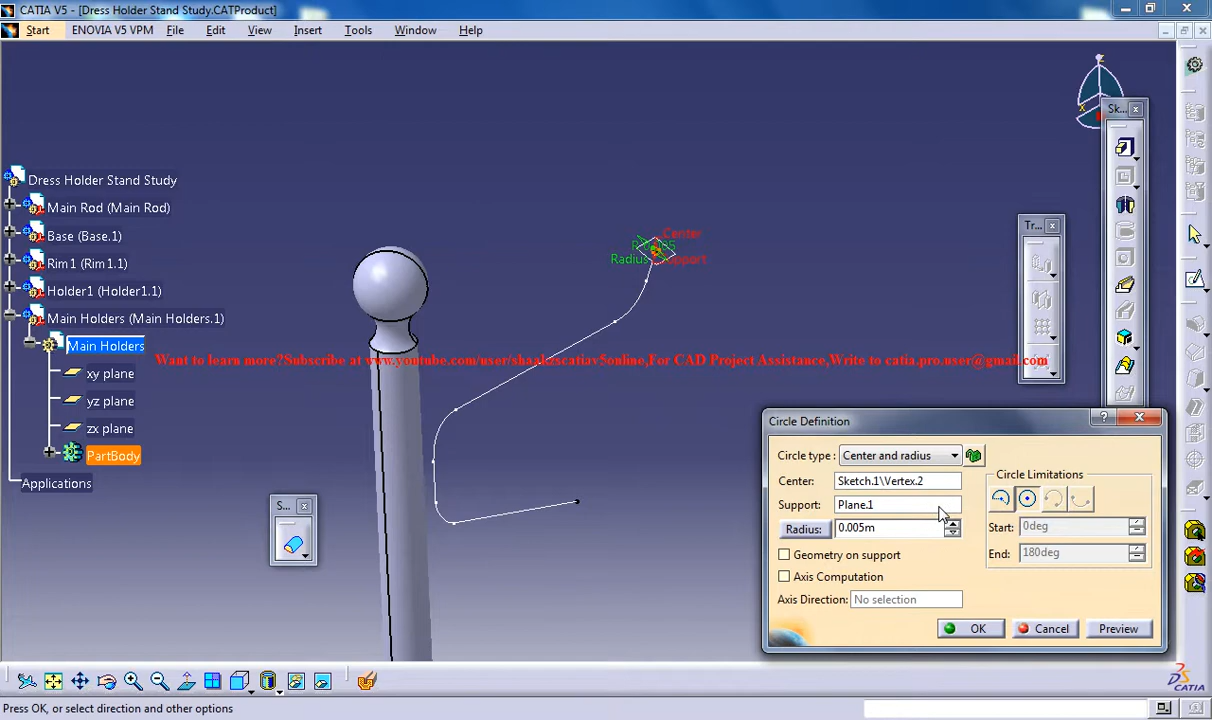 CATIA V5 - [Dress Holder Stand Study.CATProduct]
Start ENOVIA V5 VPM File Edit View Insert Tools Window Help
Dress Holder Stand Study
Main Rod (Main Rod)
Base (Base.1)
Rim1 (Rim1.1)
Holder1 (Holder1.1)
Main Holders (Main Holders.1)
Main Holders
xy plane
yz plane
zx plane
PartBody
Applications
Center
Radius
Want to learn more?Subscribe at www.youtube.com/user/shaalszcatiav5online,For CAD Project Assistance,Write to catia.pro.user@gmail.com
Sk...
Tr...
S...
Circle Definition
Circle type : Center and radius
Center: Sketch.1\Vertex.2
Support: Plane.1
Radius: 0.005m
Geometry on support
Axis Computation
Axis Direction: No selection
Circle Limitations
Start: 0deg
End: 180deg
OK Cancel Preview
CATIA
Press OK, or select direction and other options